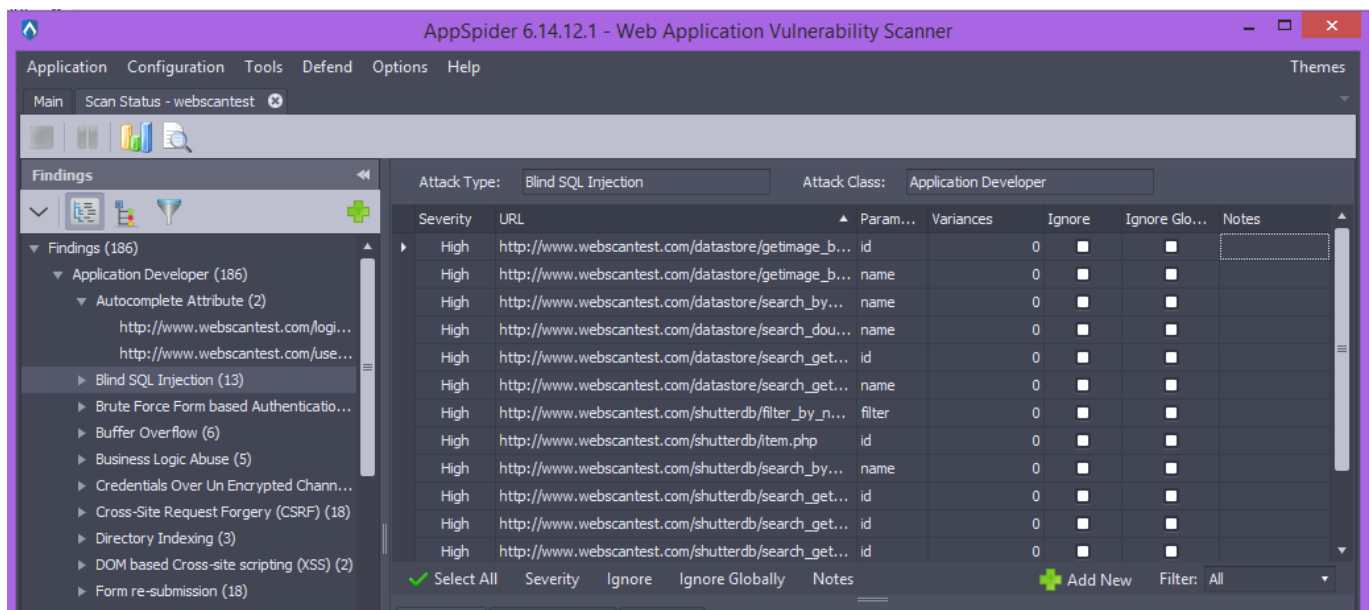 AppSpider 6.14.12.1 - Web Application Vulnerability Scanner
Application Configuration Tools Defend Options Help Themes
Main Scan Status - webscantest
Findings
Findings (186)
Application Developer (186)
Autocomplete Attribute (2)
http://www.webscantest.com/logi...
http://www.webscantest.com/use...
Blind SQL Injection (13)
Brute Force Form based Authenticatio...
Buffer Overflow (6)
Business Logic Abuse (5)
Credentials Over Un Encrypted Chann...
Cross-Site Request Forgery (CSRF) (18)
Directory Indexing (3)
DOM based Cross-site scripting (XSS) (2)
Form re-submission (18)
Attack Type: Blind SQL Injection Attack Class: Application Developer
Severity URL Param... Variances Ignore Ignore Glo... Notes
High http://www.webscantest.com/datastore/getimage_b... id 0
High http://www.webscantest.com/datastore/getimage_b... name 0
High http://www.webscantest.com/datastore/search_by... name 0
High http://www.webscantest.com/datastore/search_dou... name 0
High http://www.webscantest.com/datastore/search_get... id 0
High http://www.webscantest.com/datastore/search_get... name 0
High http://www.webscantest.com/shutterdb/filter_by_n... filter 0
High http://www.webscantest.com/shutterdb/item.php id 0
High http://www.webscantest.com/shutterdb/search_by... name 0
High http://www.webscantest.com/shutterdb/search_get... id 0
High http://www.webscantest.com/shutterdb/search_get... id 0
High http://www.webscantest.com/shutterdb/search_get... id 0
Select All Severity Ignore Ignore Globally Notes Add New Filter: All